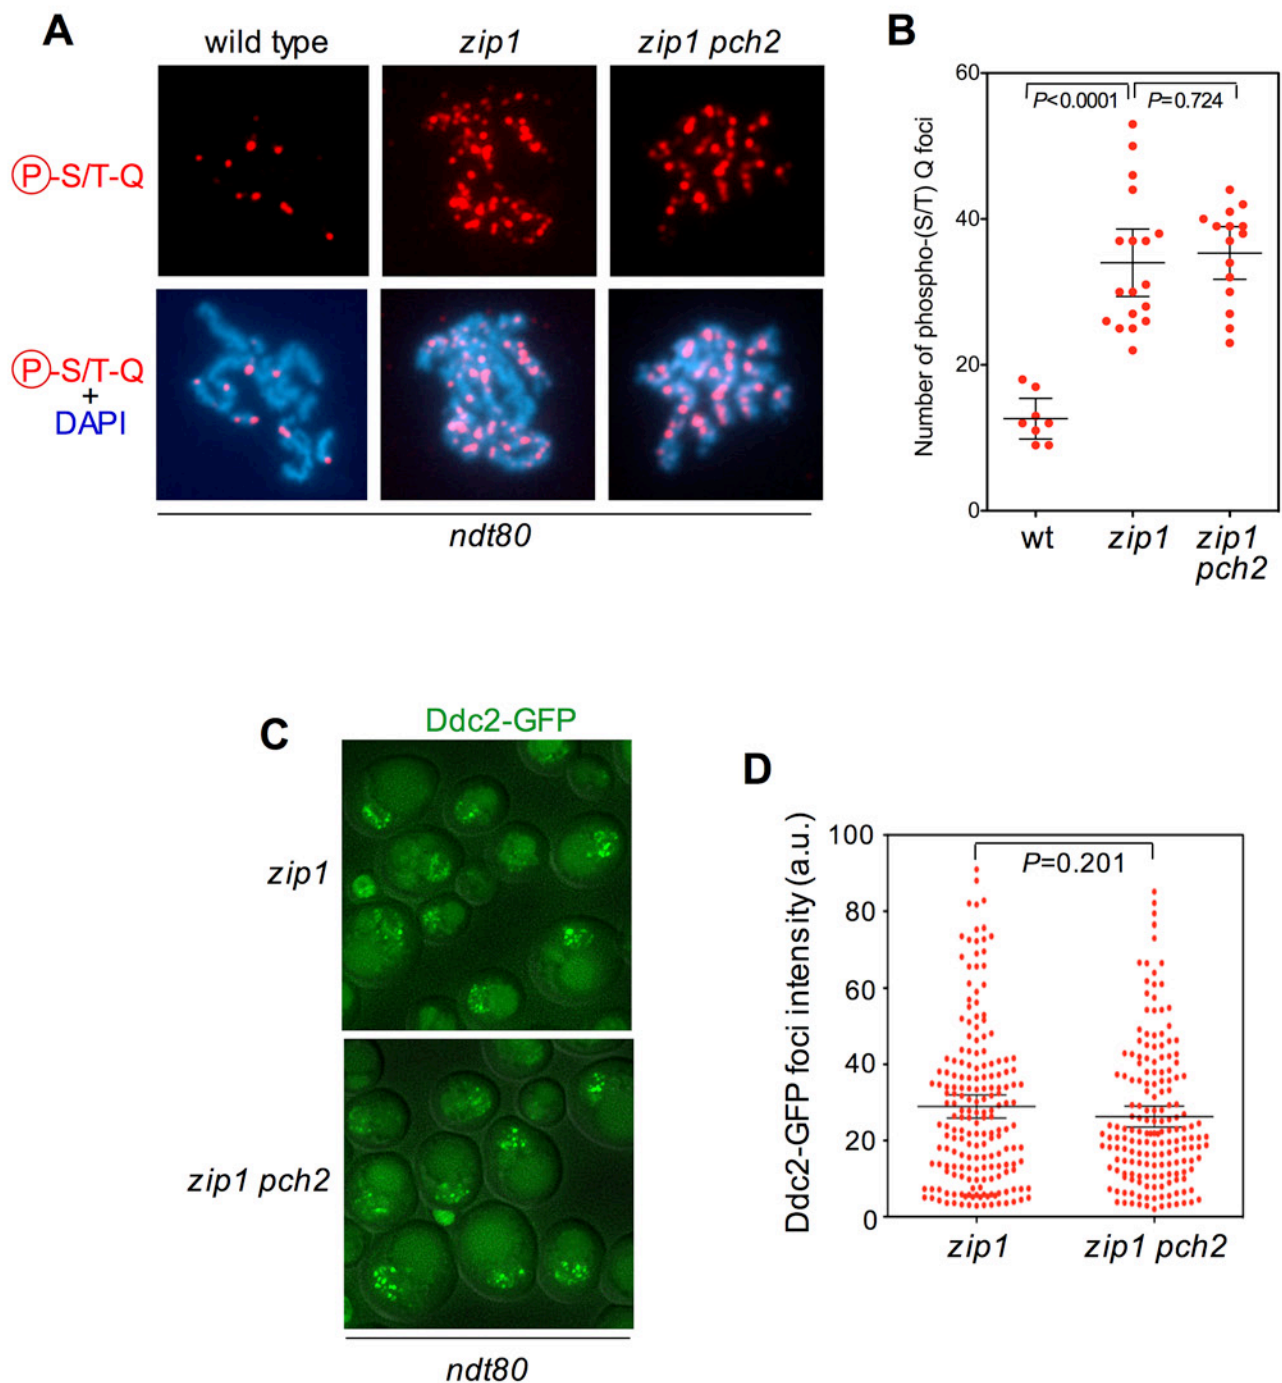 A
wild type
zip1
zip1 pch2
P-S/T-Q
P-S/T-Q
+
DAPI
ndt80
B
Number of phospho-(S/T) Q foci
60
40
20
0
P<0.0001
P=0.724
wt
zip1
zip1
pch2
C
Ddc2-GFP
zip1
zip1 pch2
ndt80
D
Ddc2-GFP foci intensity (a.u.)
100
80
60
40
20
0
P=0.201
zip1
zip1 pch2